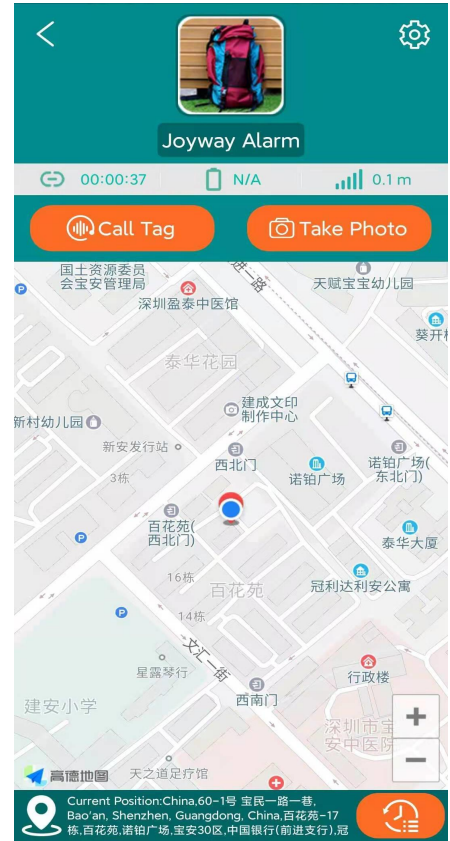 Joyway Alarm
00:00:37
N/A
0.1 m
Call Tag
Take Photo
国土资源委员
会宝安管理局
进一路
天赋宝宝幼儿园
深圳盈泰中医馆
泰华花园
建成文印
制作中心
新村幼儿园
新安发行站
3栋
西北门
诺铂广场
诺铂广场(
东北门)
百花苑(
西北门)
泰华大厦
16栋
百花苑
冠利达利安公寓
14栋
文汇一街
星露琴行
行政楼
西南门
建安小学
深圳市宝
安中医院
高德地图
天之道足疗馆
+
−
Current Position:China,60-1号 宝民一路一巷,
Bao'an, Shenzhen, Guangdong, China,百花苑-17
栋,百花苑,诺铂广场,宝安30区,中国银行(前进支行),冠